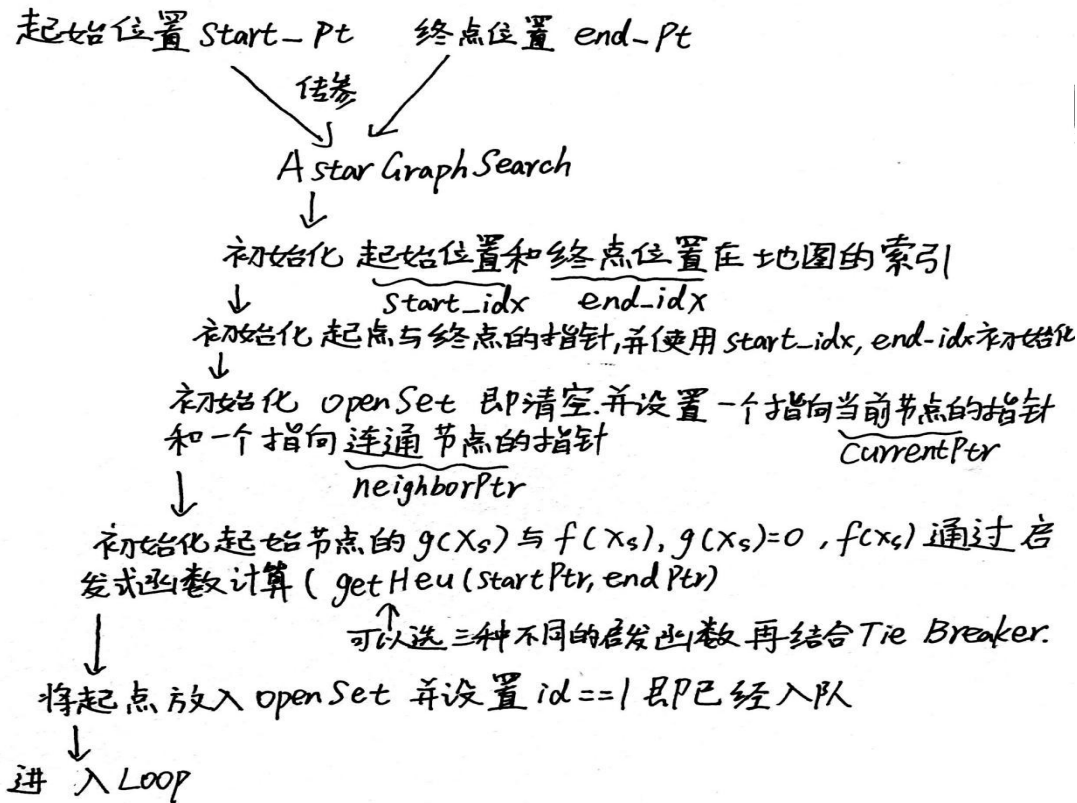 起始位置 Start_Pt 终点位置 end_Pt
传参
AstarGraphSearch
初始化 起始位置和终点位置在地图的索引
start_idx end_idx
初始化起点与终点的指针,并使用 start_idx, end_idx初始化
初始化 openSet 即清空.并设置一个指向当前节点的指针
和一个指向 连通 节点的指针
currentPtr
neighborPtr
初始化起始节点的 g(Xs) 与 f(Xs), g(Xs)=0 , f(Xs) 通过 启
发式函数计算 ( getHeu(startPtr, endPtr)
可以选三种不同的启发函数再结合Tie Breaker.
将起点放入 openSet 并设置 id==1 即已经入队
进 入 Loop